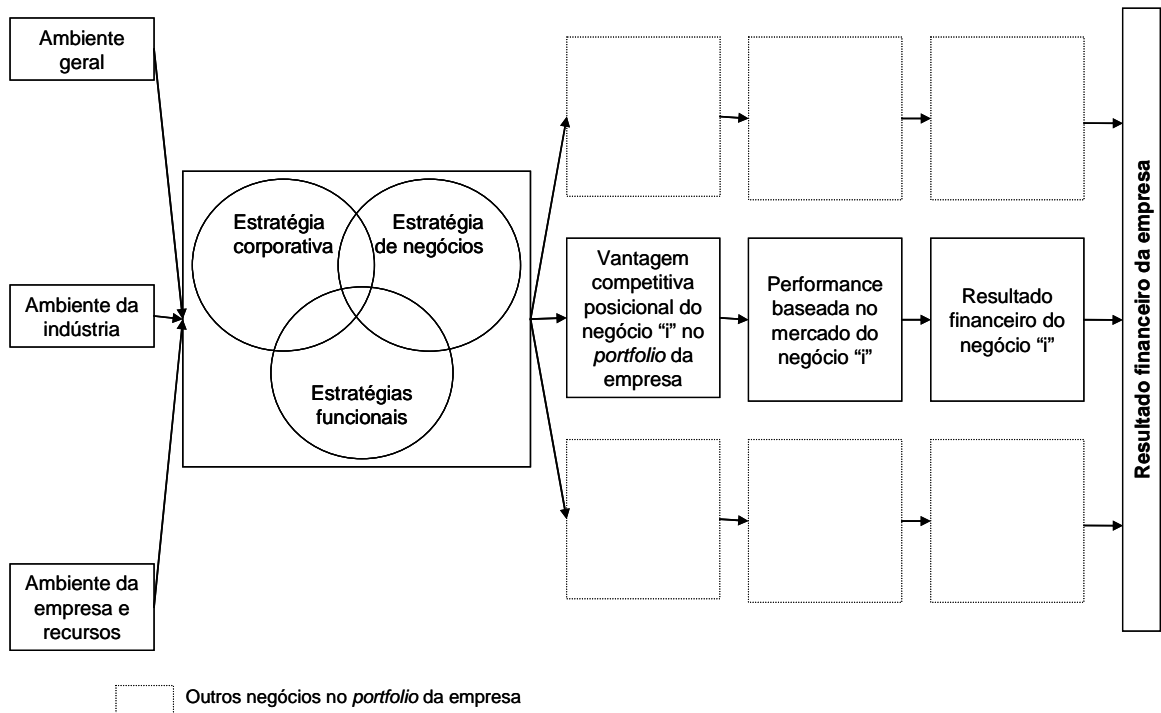 Ambiente
geral
Ambiente da
indústria
Ambiente da
empresa e
recursos
Estratégia
corporativa
Estratégia
de negócios
Estratégias
funcionais
Vantagem
competitiva
posicional do
negócio “i” no
portfolio da
empresa
Performance
baseada no
mercado do
negócio “i”
Resultado
financeiro do
negócio “i”
Resultado financeiro da empresa
Outros negócios no portfolio da empresa